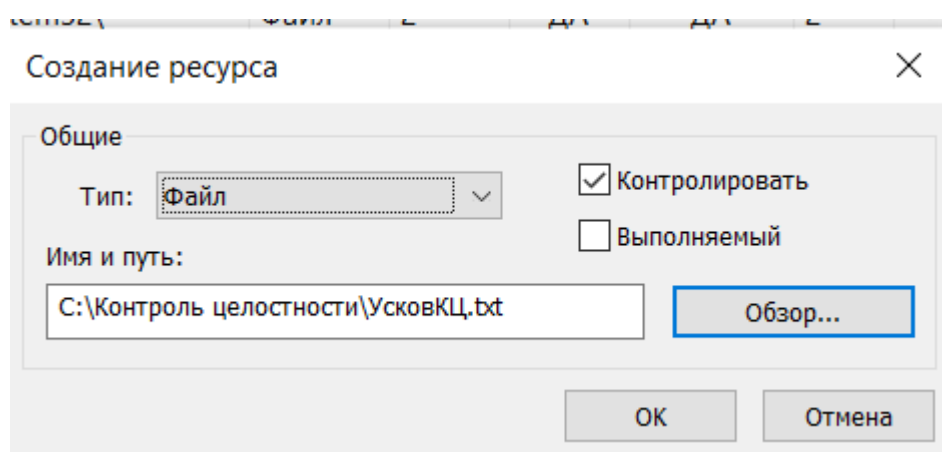 Создание ресурса
Общие
Тип: Файл
Контролировать
Выполняемый
Имя и путь:
C:\Контроль целостности\УсковКЦ.txt
Обзор...
OK
Отмена